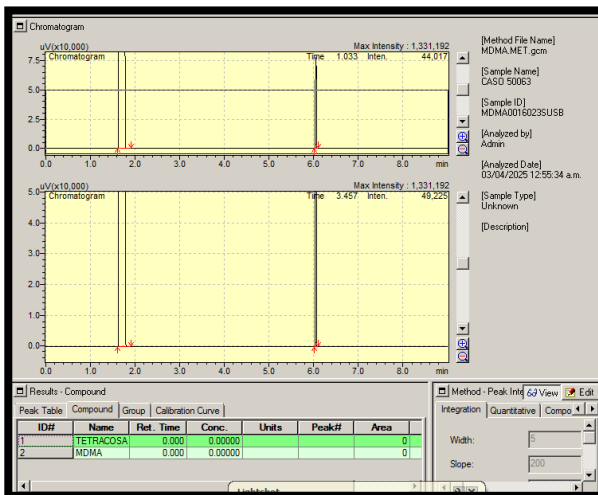 Chromatogram
uV(x10,000)
Max Intensity : 1,331,192
Chromatogram
Time 1.033 Inten. 44,017
7.5
5.0
2.5
0.0
0.0 1.0 2.0 3.0 4.0 5.0 6.0 7.0 8.0 min
uV(x10,000)
Max Intensity : 1,331,192
Chromatogram
Time 3.457 Inten. 49,225
5.0
4.0
3.0
2.0
1.0
0.0
0.0 1.0 2.0 3.0 4.0 5.0 6.0 7.0 8.0 min
[Method File Name]
MDMA.MET.gcm
[Sample Name]
CASO 50063
[Sample ID]
MDMA0016023SUSB
[Analyzed by]
Admin
[Analyzed Date]
03/04/2025 12:55:34 a.m.
[Sample Type]
Unknown
[Description]
Results - Compound
Peak Table Compound Group Calibration Curve
ID# Name Ret. Time Conc. Units Peak# Area
1 TETRACOSA 0.000 0.00000 0
2 MDMA 0.000 0.00000 0
Method - Peak Inte View Edit
Integration Quantitative Compo
Width: 5
Slope: 200